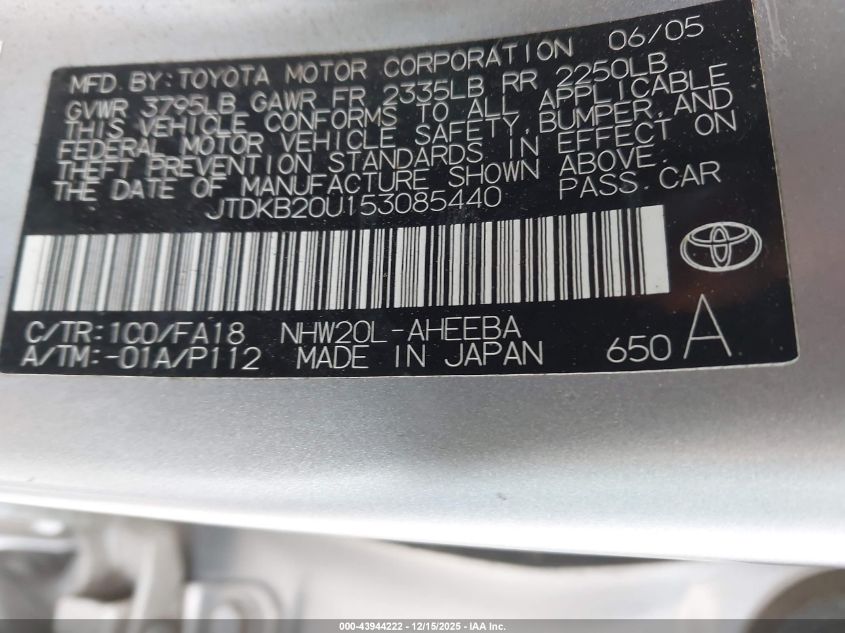 MFD BY: TOYOTA MOTOR CORPORATION 06/05
GVWR 3795LB GAWR FR 2335LB RR 2250LB
THIS VEHICLE CONFORMS TO ALL APPLICABLE
FEDERAL MOTOR VEHICLE SAFETY, BUMPER, AND
THEFT PREVENTION STANDARDS IN EFFECT ON
THE DATE OF MANUFACTURE SHOWN ABOVE.
JTDKB20U153085440 PASS. CAR
C/TR: 1C0/FA18 NHW20L-AHEEBA
A/TM: -01A/P112 MADE IN JAPAN 650 A
000-43944222 - 12/15/2025 - IAA Inc.